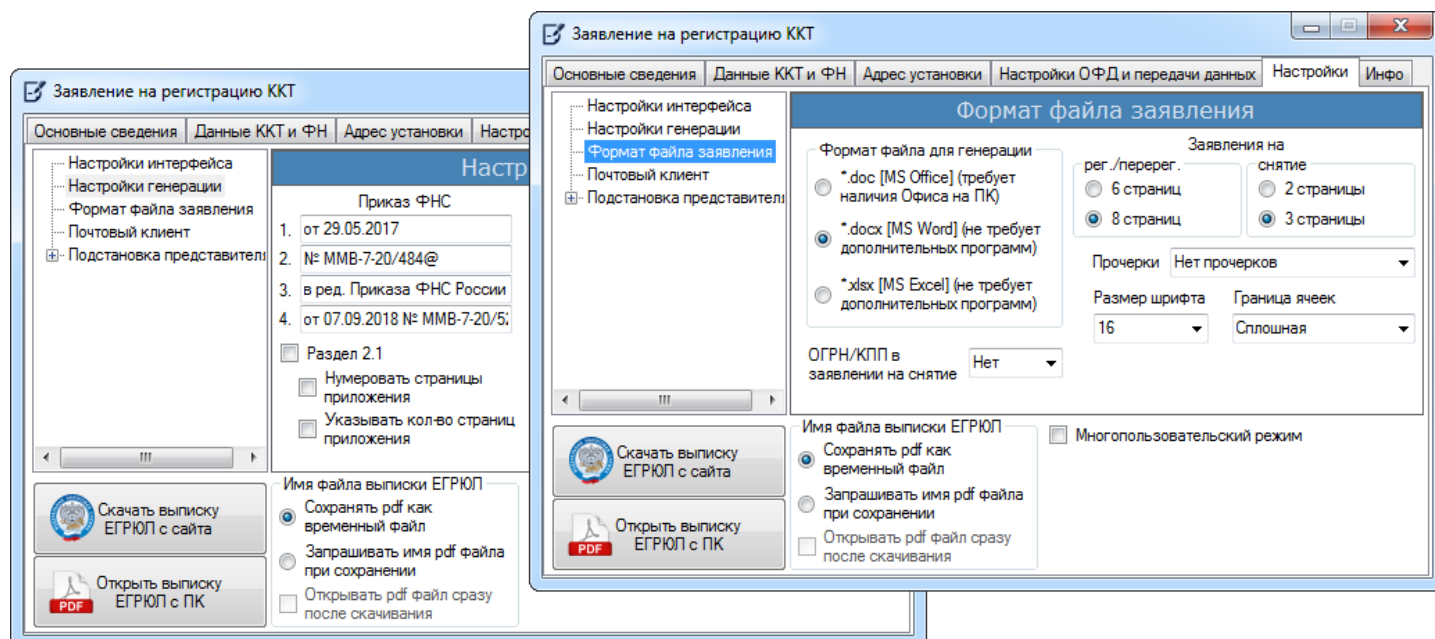 Заявление на регистрацию ККТ
Основные сведения Данные ККТ и ФН Адрес установки Настро
Настройки интерфейса
Настройки генерации
Формат файла заявления
Почтовый клиент
Подстановка представителя
Настр
Приказ ФНС
1. от 29.05.2017
2. № ММВ-7-20/484@
3. в ред. Приказа ФНС России
4. от 07.09.2018 № ММВ-7-20/52
Раздел 2.1
Нумеровать страницы
приложения
Указывать кол-во страниц
приложения
Скачать выписку
ЕГРЮЛ с сайта
PDF
Открыть выписку
ЕГРЮЛ с ПК
Имя файла выписки ЕГРЮЛ
Сохранять pdf как
временный файл
Запрашивать имя pdf файла
при сохранении
Открывать pdf файл сразу
после скачивания
Заявление на регистрацию ККТ
Основные сведения Данные ККТ и ФН Адрес установки Настройки ОФД и передачи данных Настройки Инфо
Настройки интерфейса
Настройки генерации
Формат файла заявления
Почтовый клиент
Подстановка представителя
Формат файла заявления
Формат файла для генерации
*.doc [MS Office] (требует
наличия Офиса на ПК)
*.docx [MS Word] (не требует
дополнительных программ)
*.xlsx [MS Excel] (не требует
дополнительных программ)
ОГРН/КПП в
заявлении на снятие
Нет
Заявления на
рег./перерег. снятие
6 страниц 2 страницы
8 страниц 3 страницы
Прочерки Нет прочерков
Размер шрифта Граница ячеек
16 Сплошная
Скачать выписку
ЕГРЮЛ с сайта
PDF
Открыть выписку
ЕГРЮЛ с ПК
Имя файла выписки ЕГРЮЛ
Сохранять pdf как
временный файл
Запрашивать имя pdf файла
при сохранении
Открывать pdf файл сразу
после скачивания
Многопользовательский режим